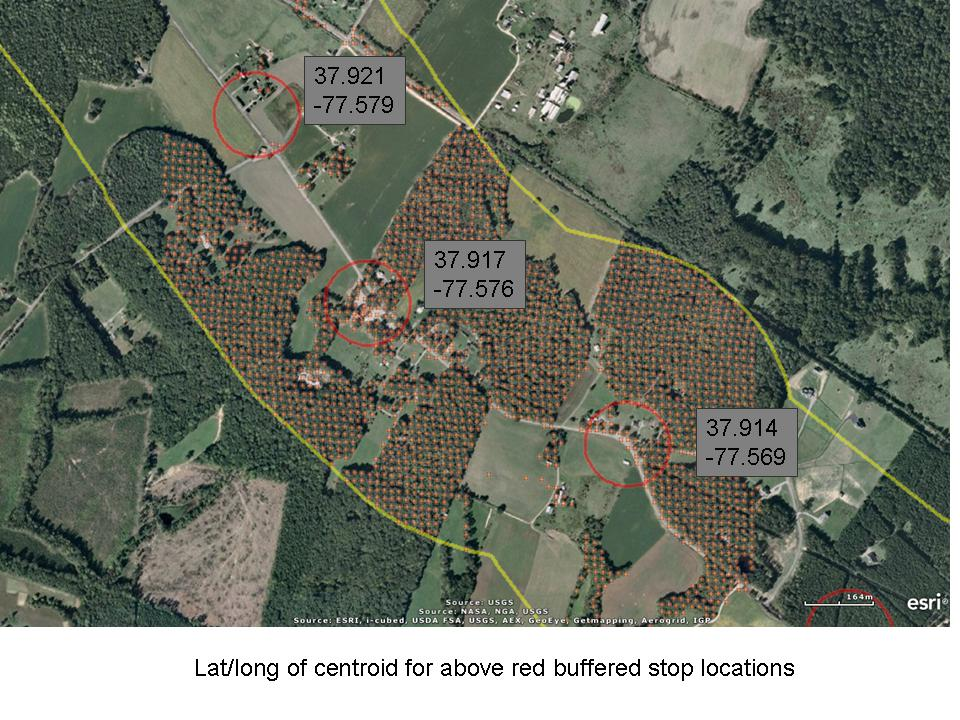 37.921
-77.579
37.917
-77.576
37.914
-77.569
164m
esri®
Source: USGS
Source: NASA, NGA, USGS
Source: ESRI, i-cubed, USDA FSA, USGS, AEX, GeoEye, Getmapping, Aerogrid, IGP
Lat/long of centroid for above red buffered stop locations